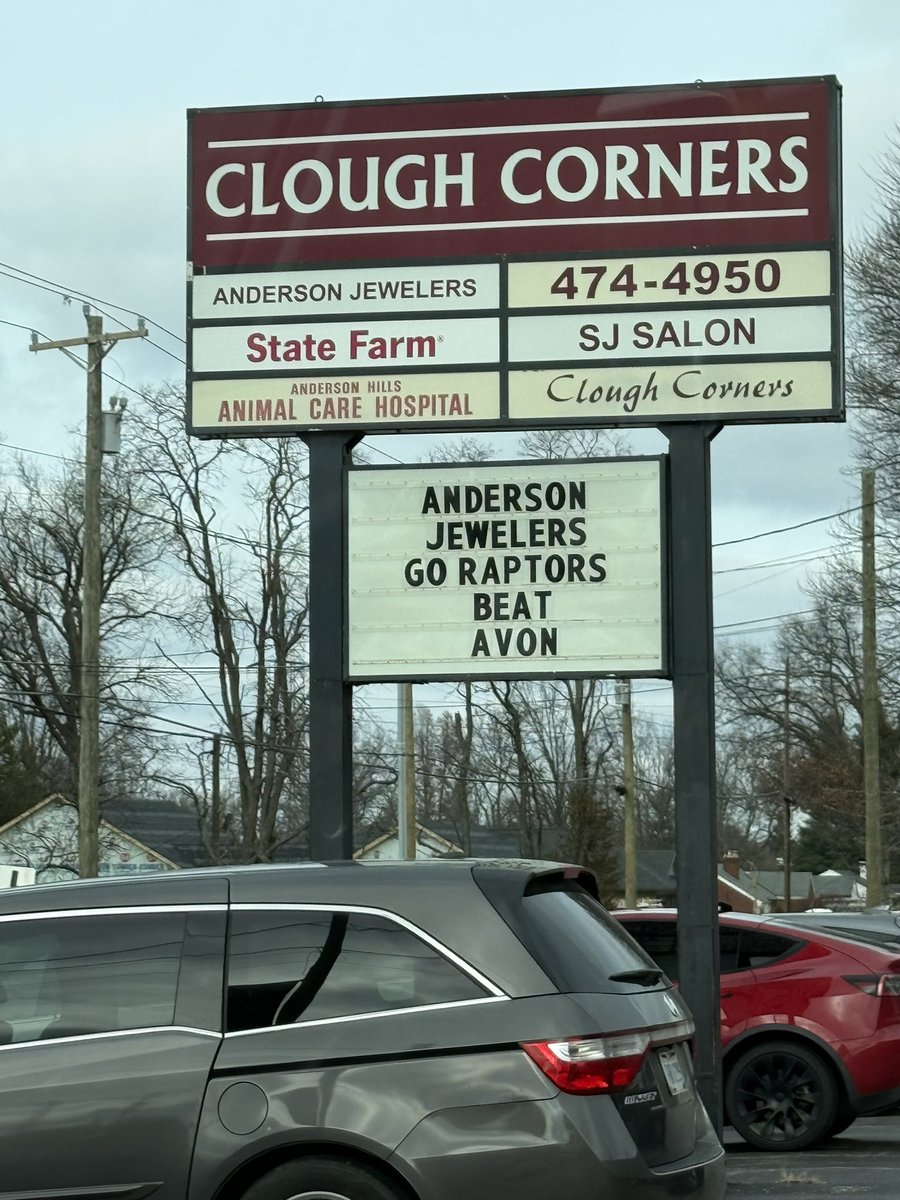 CLOUGH CORNERS
ANDERSON JEWELERS
474-4950
State Farm®
SJ SALON
ANDERSON HILLS
ANIMAL CARE HOSPITAL
Clough Corners
ANDERSON
JEWELERS
GO RAPTORS
BEAT
AVON